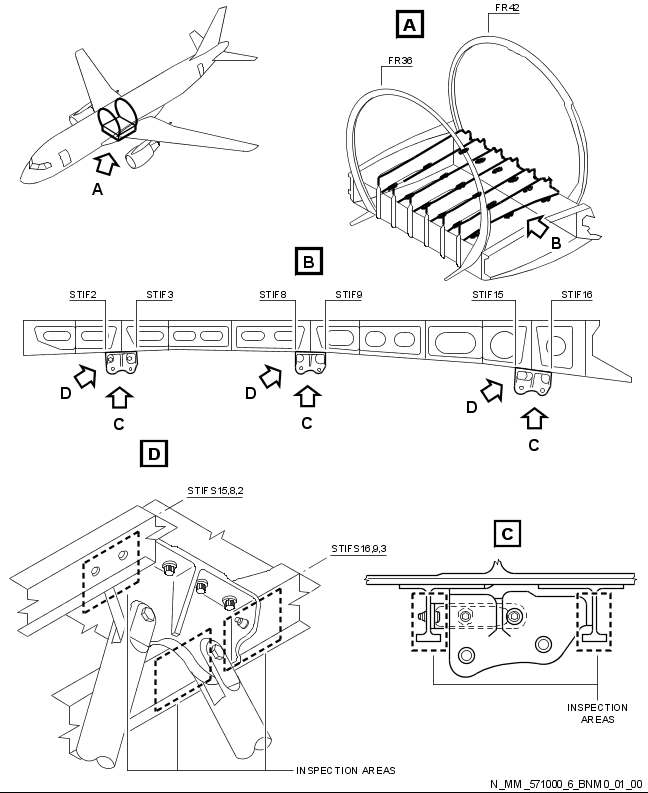 A
FR42
FR36
A
B
B
STIF2
STIF3
STIF8
STIF9
STIF15
STIF16
D
C
D
C
D
C
D
STIFS15,8,2
STIFS16,9,3
C
INSPECTION
AREAS
INSPECTION AREAS
N_MM_571000_6_BNM0_01_00